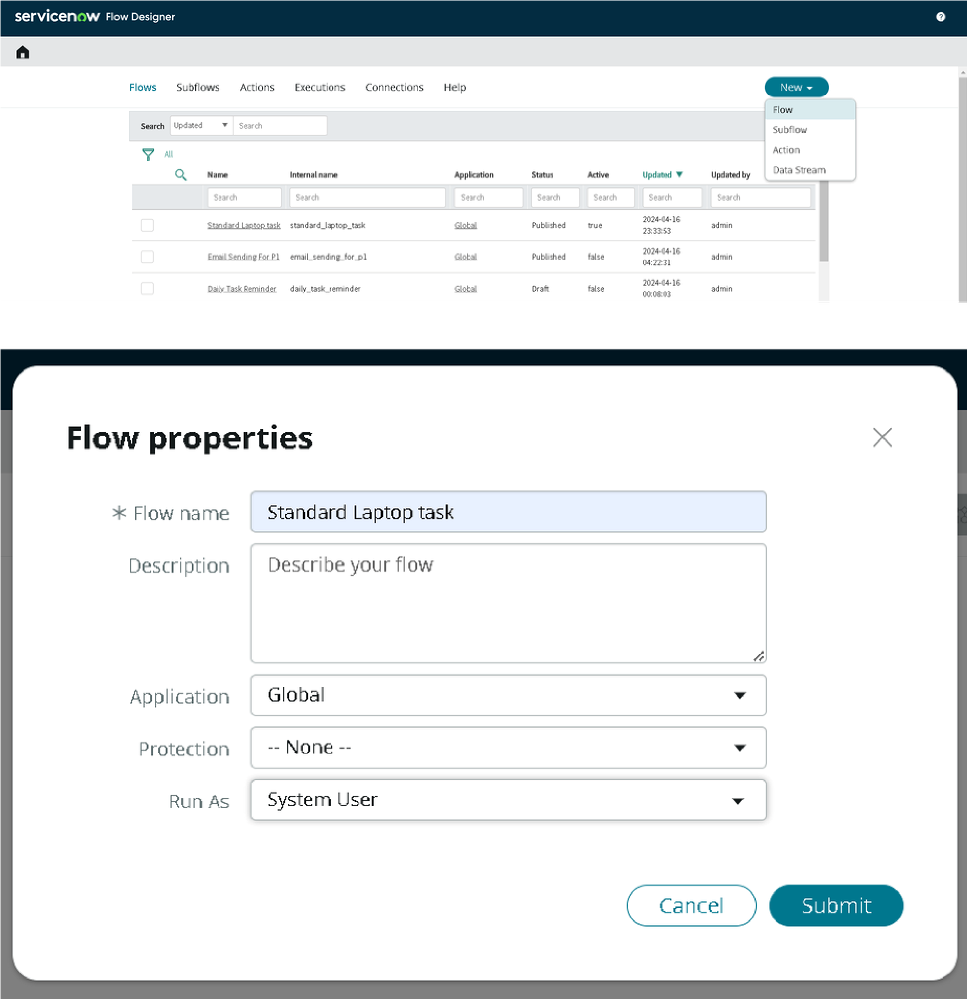 servicenow Flow Designer ?
Flows Subflows Actions Executions Connections Help New
Flow
Subflow
Action
Data Stream
Search Updated Search
All
Name Internal name Application Status Active Updated Updated by
Search Search Search Search Search Search Search
Standard Laptop task standard_laptop_task Global Published true 2024-04-16 23:33:53 admin
Email Sending For P1 email_sending_for_p1 Global Published false 2024-04-16 04:22:31 admin
Daily Task Reminder daily_task_reminder Global Draft false 2024-04-16 00:08:03 admin
Flow properties
* Flow name Standard Laptop task
Description Describe your flow
Application Global
Protection -- None --
Run As System User
Cancel Submit